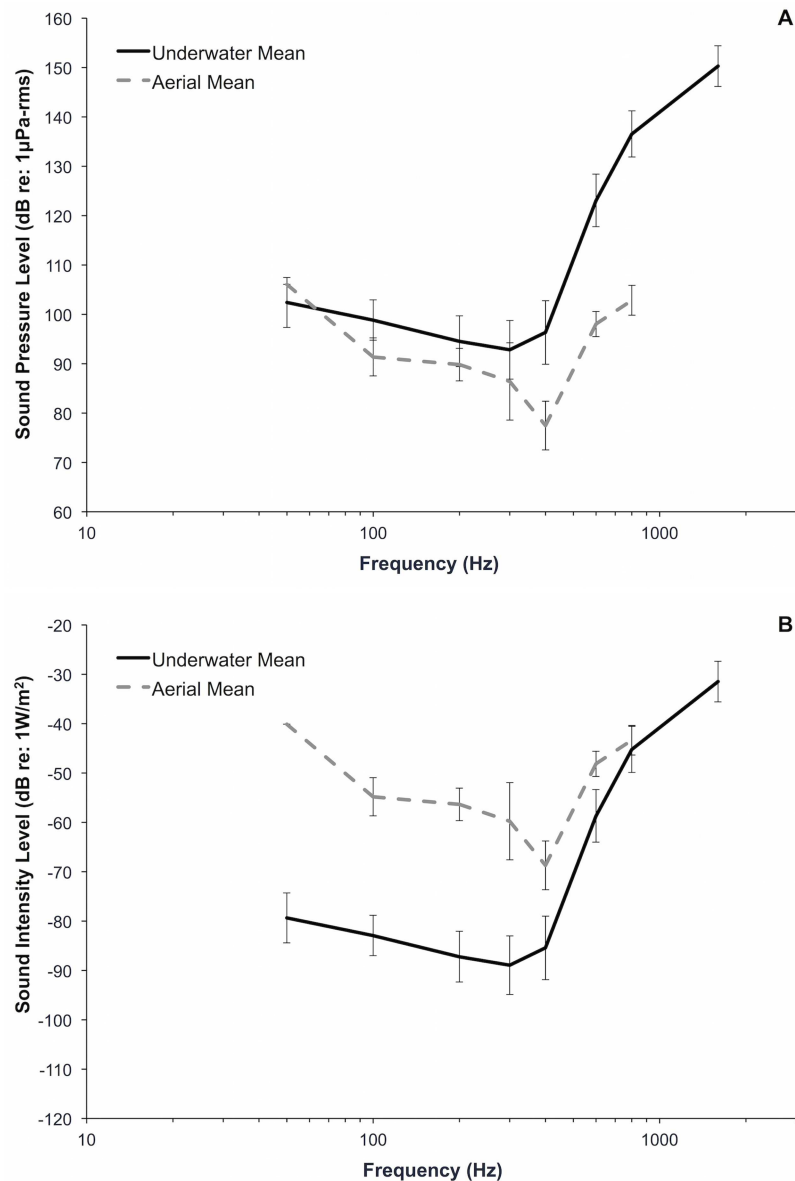 A
160
150
140
130
120
110
100
90
80
70
60
Sound Pressure Level (dB re: 1µPa-rms)
Underwater Mean
Aerial Mean
10
100
1000
Frequency (Hz)
B
-20
-30
-40
-50
-60
-70
-80
-90
-100
-110
-120
Sound Intensity Level (dB re: 1W/m²)
Underwater Mean
Aerial Mean
10
100
1000
Frequency (Hz)